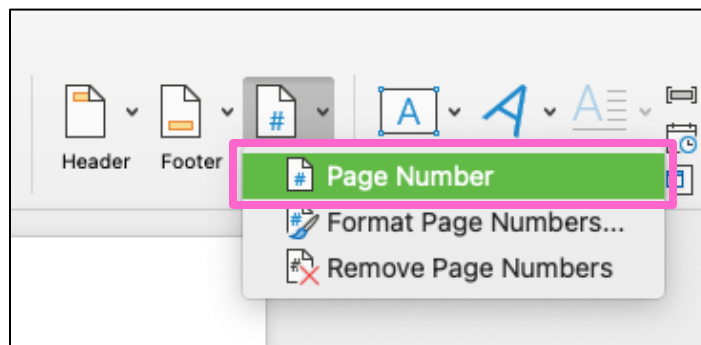 Header Footer
Page Number
Format Page Numbers...
Remove Page Numbers